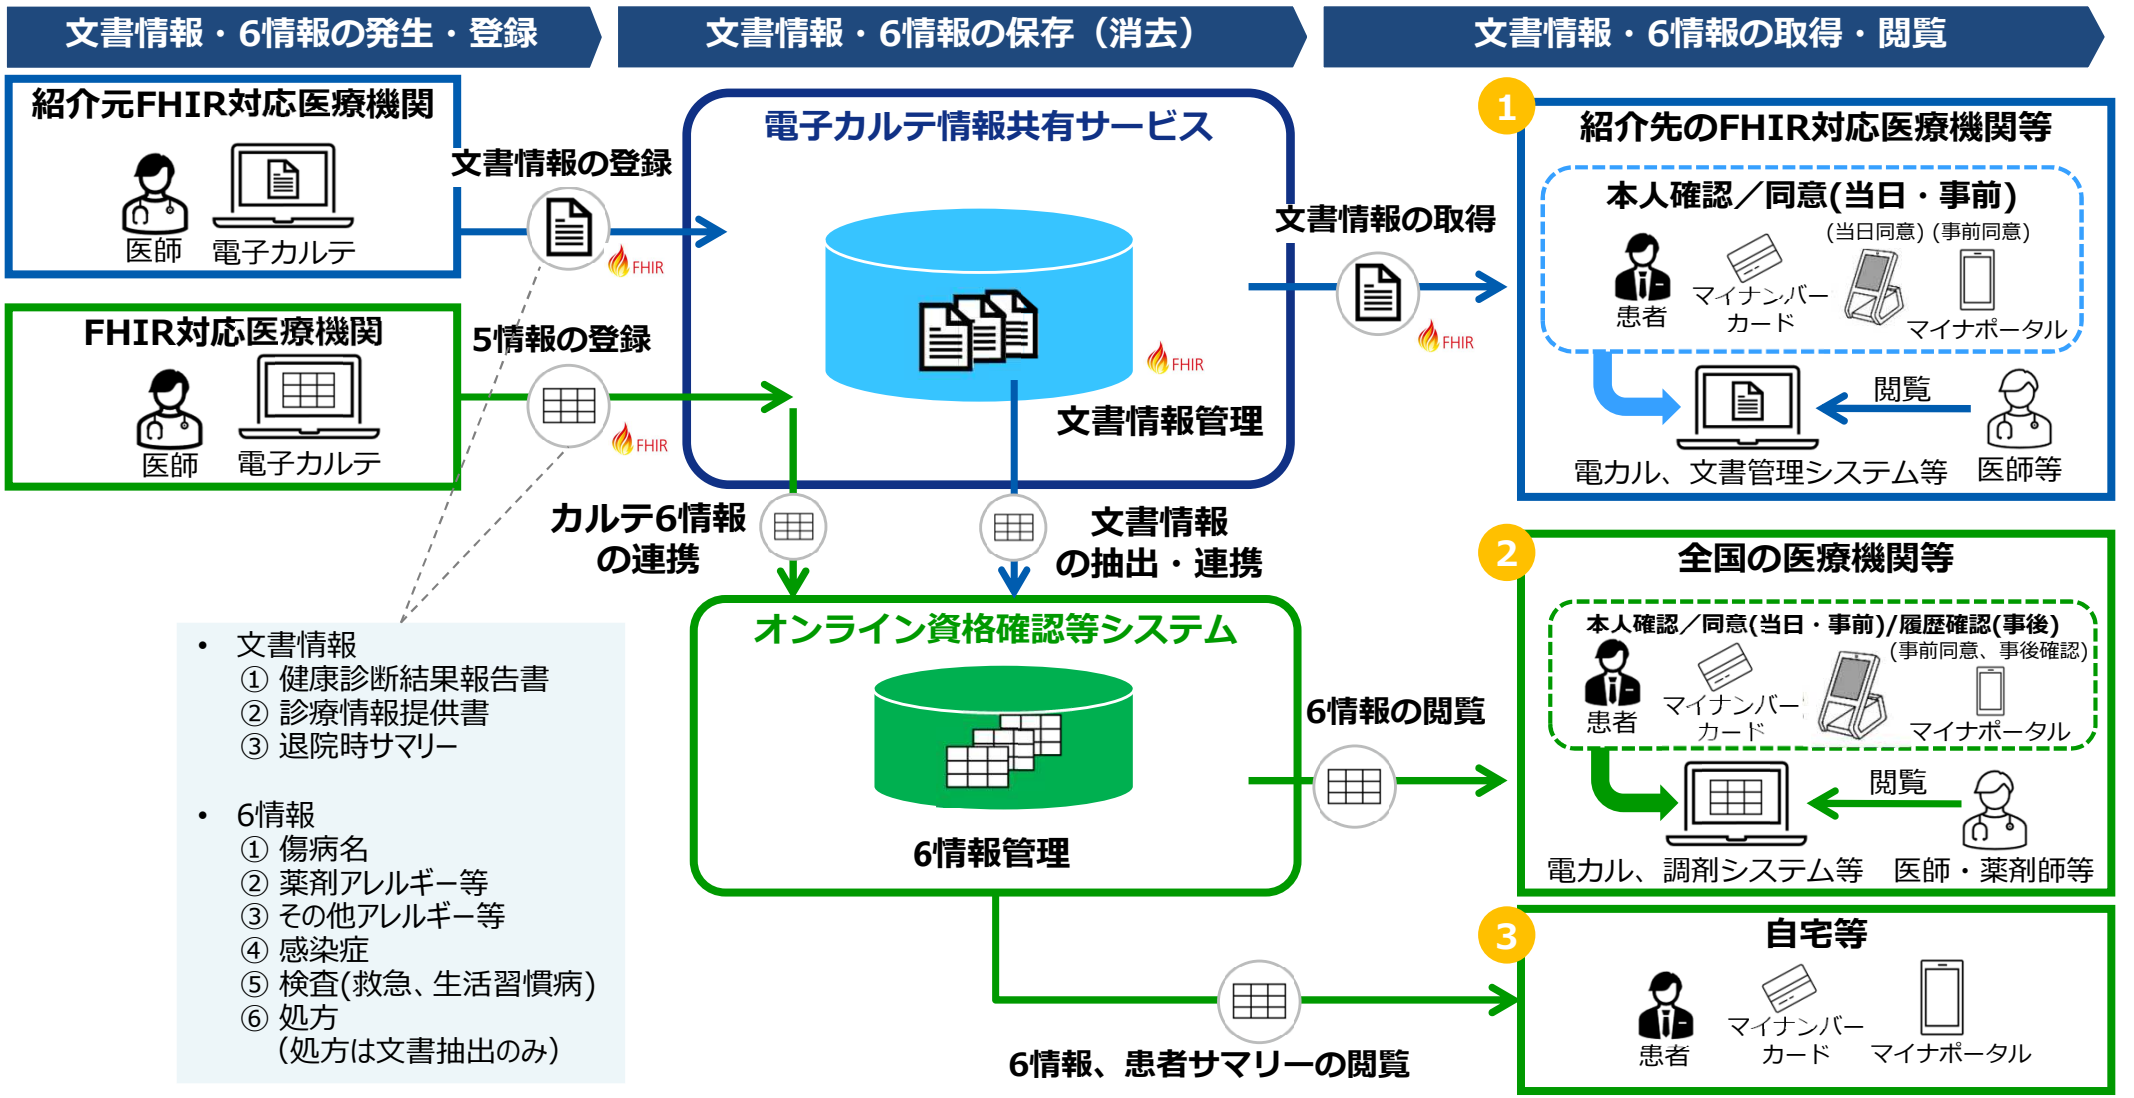 文書情報・6情報の発生・登録
文書情報・6情報の保存（消去）
文書情報・6情報の取得・閲覧
紹介元FHIR対応医療機関
医師
電子カルテ
文書情報の登録
FHIR
FHIR対応医療機関
医師
電子カルテ
5情報の登録
FHIR
電子カルテ情報共有サービス
FHIR
文書情報管理
文書情報の取得
FHIR
カルテ6情報
の連携
文書情報
の抽出・連携
オンライン資格確認等システム
6情報管理
6情報の閲覧
6情報、患者サマリーの閲覧
• 文書情報
① 健康診断結果報告書
② 診療情報提供書
③ 退院時サマリー
• 6情報
① 傷病名
② 薬剤アレルギー等
③ その他アレルギー等
④ 感染症
⑤ 検査(救急、生活習慣病)
⑥ 処方
（処方は文書抽出のみ）
1
紹介先のFHIR対応医療機関等
本人確認／同意(当日・事前)
(当日同意) (事前同意)
患者
マイナンバー
カード
マイナポータル
閲覧
電カル、文書管理システム等
医師等
2
全国の医療機関等
本人確認／同意(当日・事前)/履歴確認(事後)
(事前同意、事後確認)
患者
マイナンバー
カード
マイナポータル
閲覧
電カル、調剤システム等
医師・薬剤師等
3
自宅等
患者
マイナンバー
カード
マイナポータル